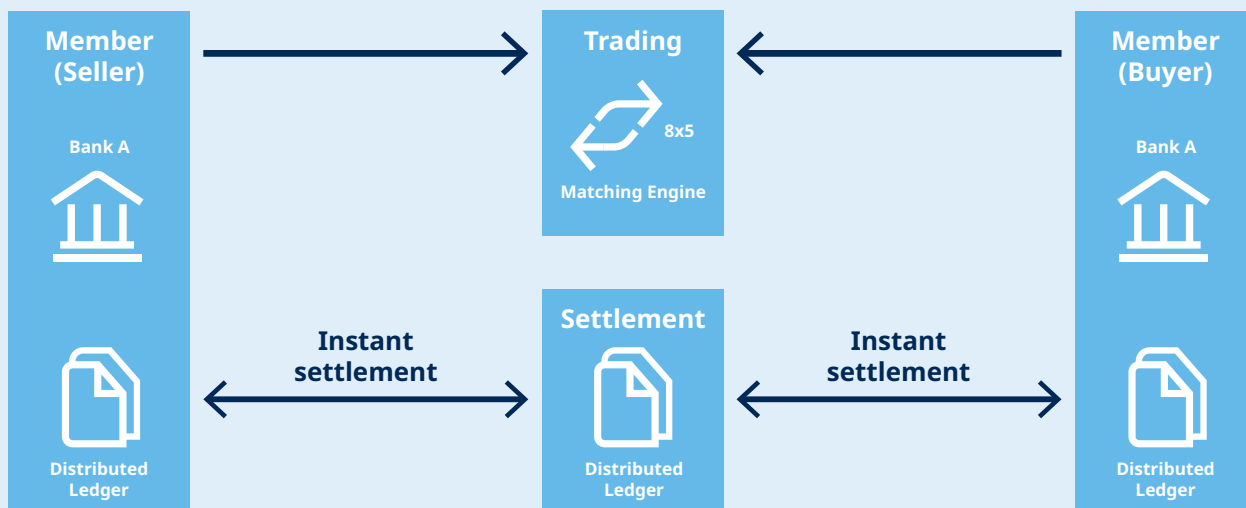 Member
(Seller)
Bank A
Distributed
Ledger
Instant
settlement
Trading
8x5
Matching Engine
Settlement
Distributed
Ledger
Instant
settlement
Member
(Buyer)
Bank A
Distributed
Ledger